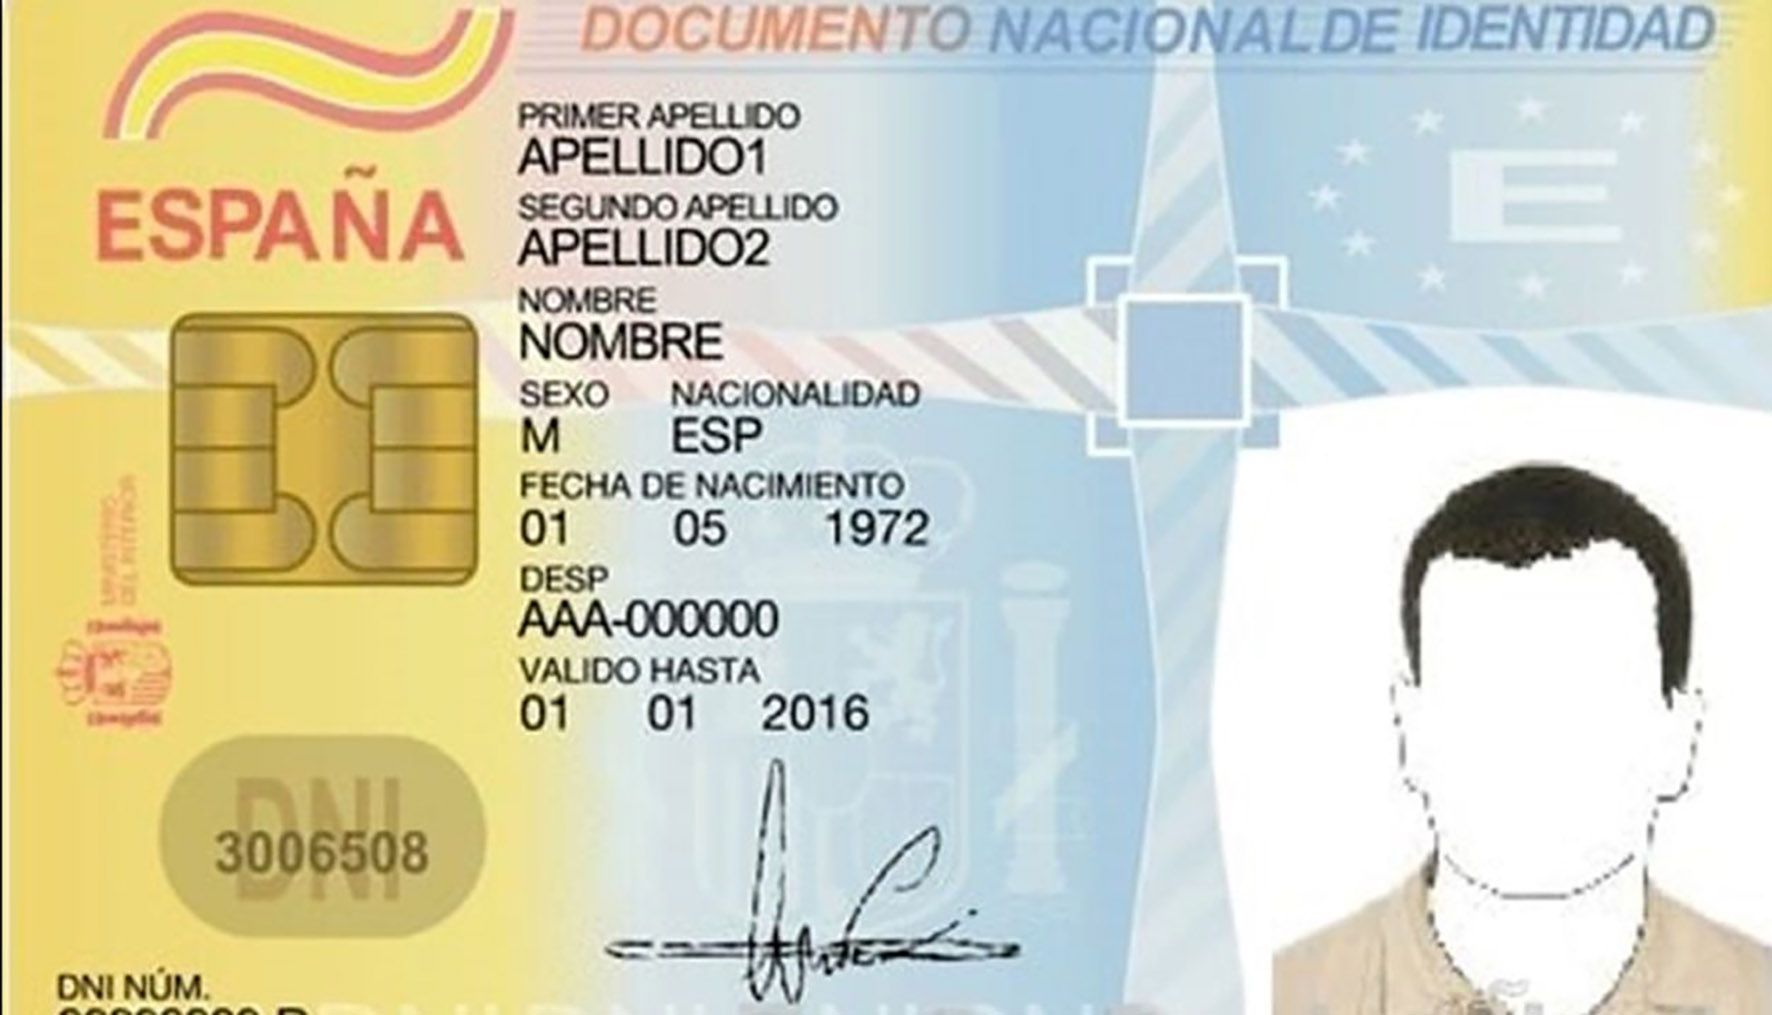 DOCUMENTO NACIONAL DE IDENTIDAD
ESPAÑA
PRIMER APELLIDO
APELLIDO1
SEGUNDO APELLIDO
APELLIDO2
NOMBRE
NOMBRE
SEXO NACIONALIDAD
M ESP
FECHA DE NACIMIENTO
01 05 1972
DESP
AAA-000000
VALIDO HASTA
01 01 2016
E
DNI
3006508
DNI NÚM.